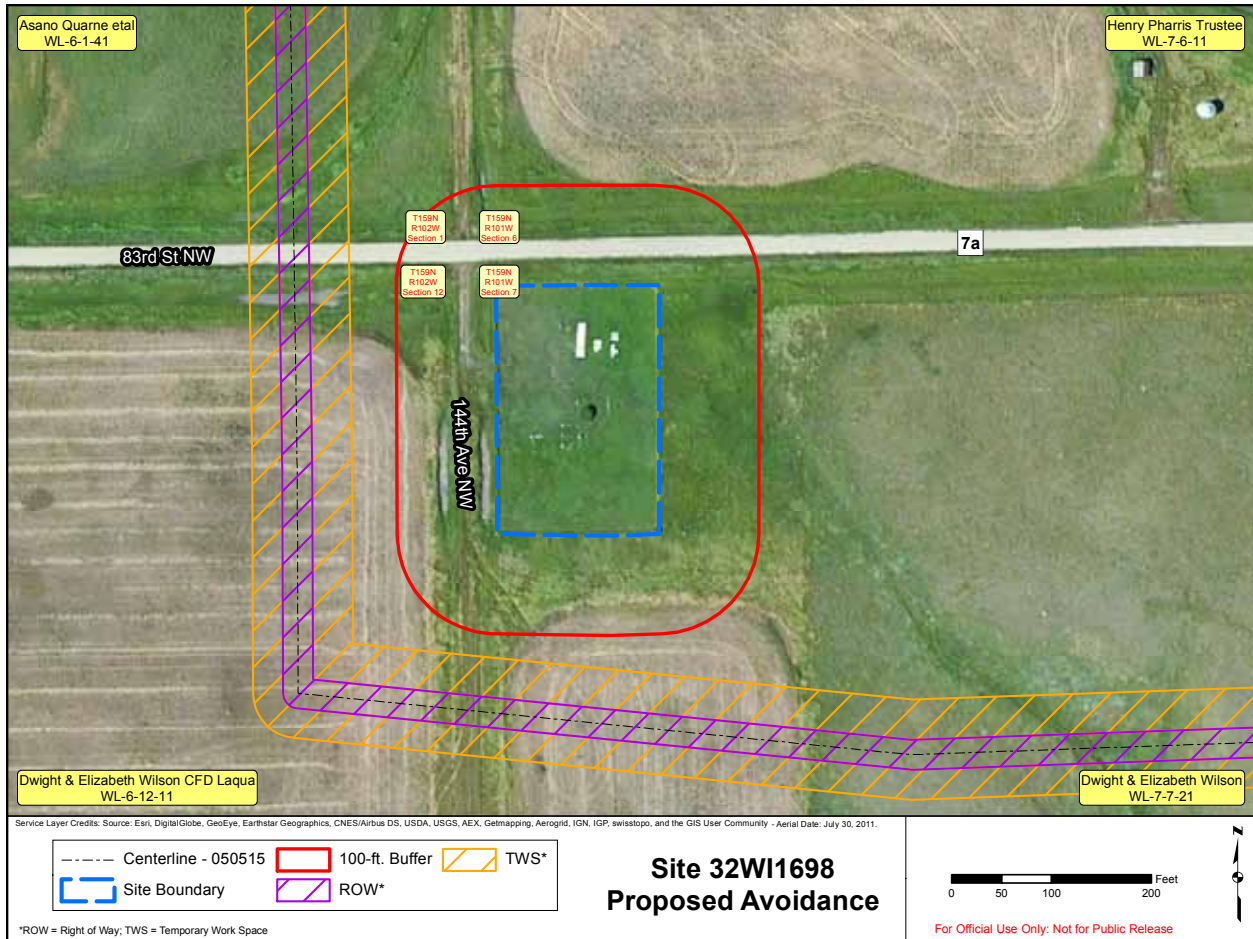 Asano Quarne etal
WL-6-1-41
Henry Pharris Trustee
WL-7-6-11
T159N
R102W
Section 1
T159N
R101W
Section 6
83rd St NW
7a
T159N
R102W
Section 12
T159N
R101W
Section 7
144th Ave NW
Dwight & Elizabeth Wilson CFD Laqua
WL-6-12-11
Dwight & Elizabeth Wilson
WL-7-7-21
Service Layer Credits: Source: Esri, DigitalGlobe, GeoEye, Earthstar Geographics, CNES/Airbus DS, USDA, USGS, AEX, Getmapping, Aerogrid, IGN, IGP, swisstopo, and the GIS User Community - Aerial Date: July 30, 2011.
Centerline - 050515
100-ft. Buffer
TWS*
Site Boundary
ROW*
*ROW = Right of Way; TWS = Temporary Work Space
Site 32WI1698
Proposed Avoidance
Feet
0 50 100 200
For Official Use Only: Not for Public Release
N